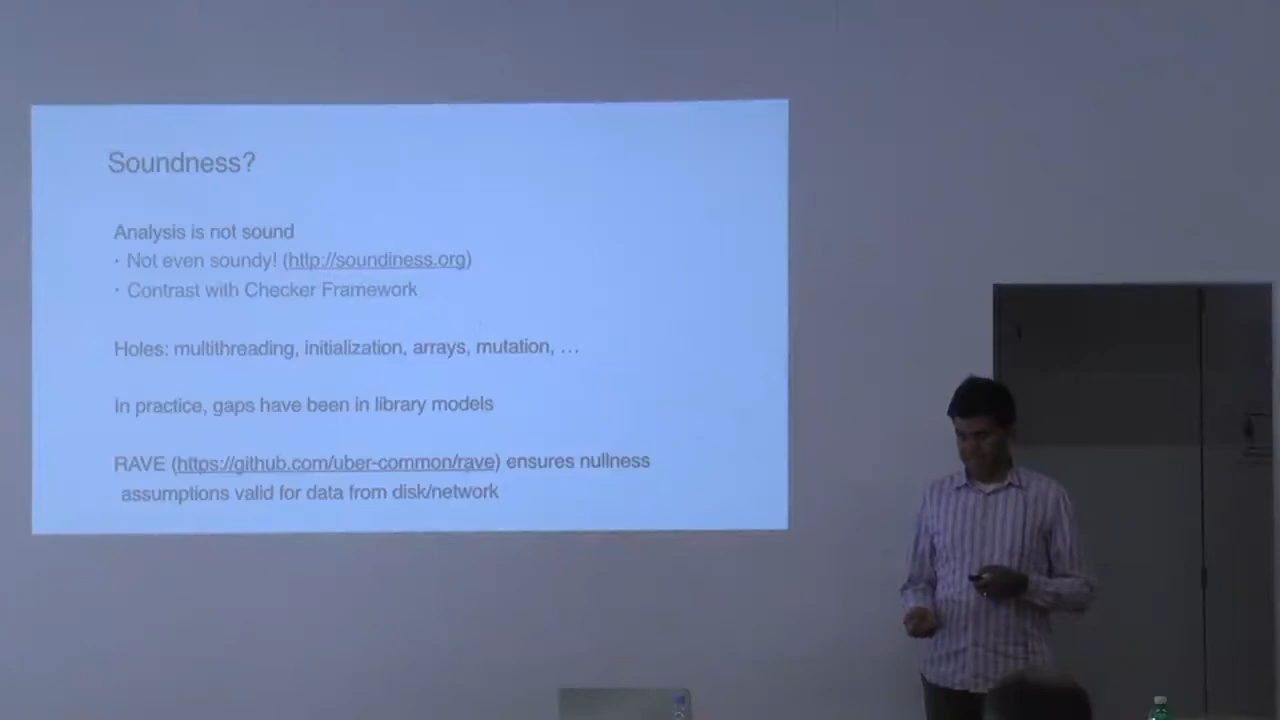 Soundness?
Analysis is not sound
· Not even soundy! (http://soundiness.org)
· Contrast with Checker Framework
Holes: multithreading, initialization, arrays, mutation, …
In practice, gaps have been in library models
RAVE (https://github.com/uber-common/rave) ensures nullness
assumptions valid for data from disk/network